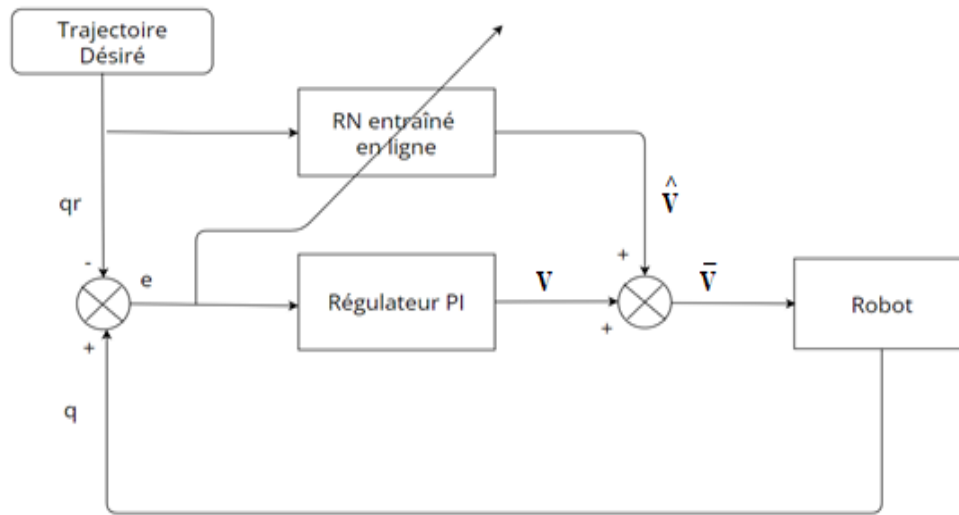 Trajectoire
Désiré
RN entraîné
en ligne
qr
v̂
-
e
+
v
v̄
Régulateur PI
Robot
+
+
q